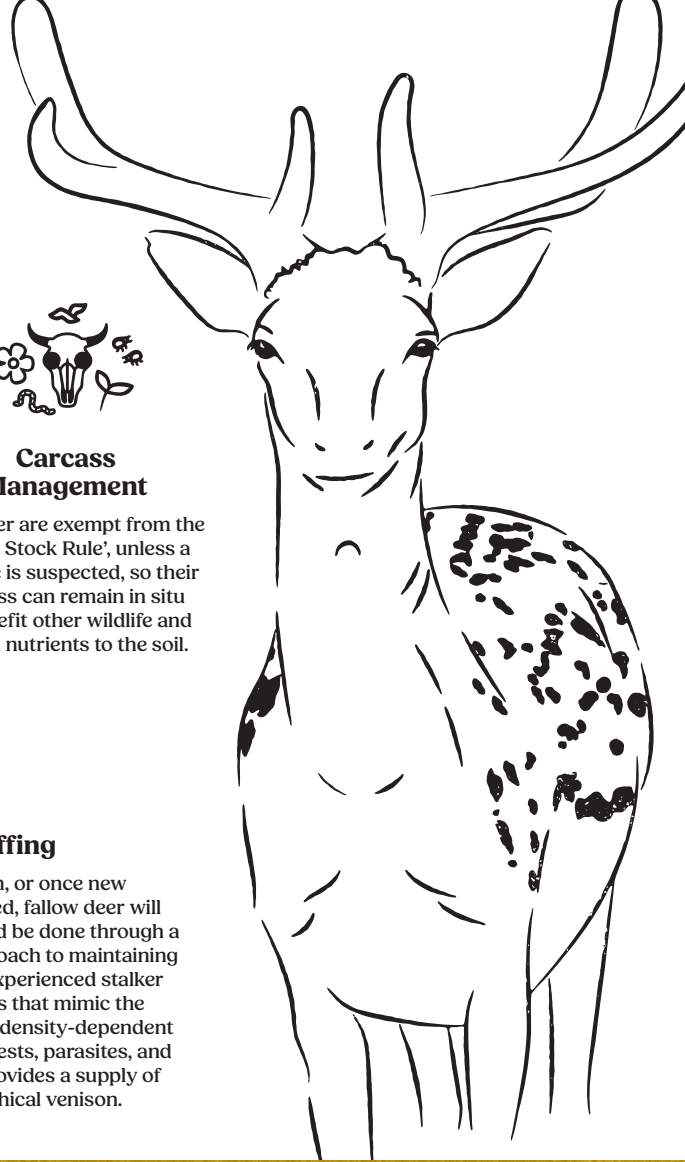 Carcass
Management
er are exempt from the
Stock Rule’, unless a
is suspected, so their
ss can remain in situ
efit other wildlife and
nutrients to the soil.
ffing
, or once new
ed, fallow deer will
d be done through a
oach to maintaining
xperienced stalker
s that mimic the
density-dependent
ests, parasites, and
ovides a supply of
hical venison.